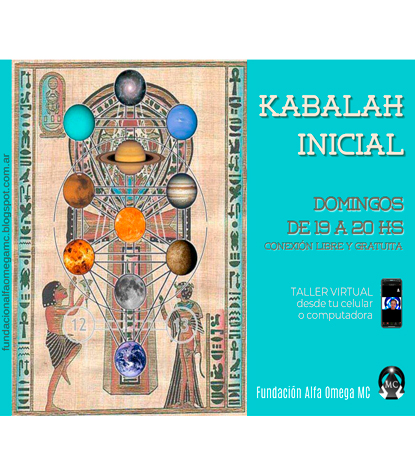 KABALAH
INICIAL
DOMINGOS
DE 19 A 20 HS
CONEXIÓN LIBRE Y GRATUITA
TALLER VIRTUAL
desde tu celular
o computadora
Fundación Alfa Omega MC
MC
fundacionalfaomegamc.blogspot.com.ar
12
13